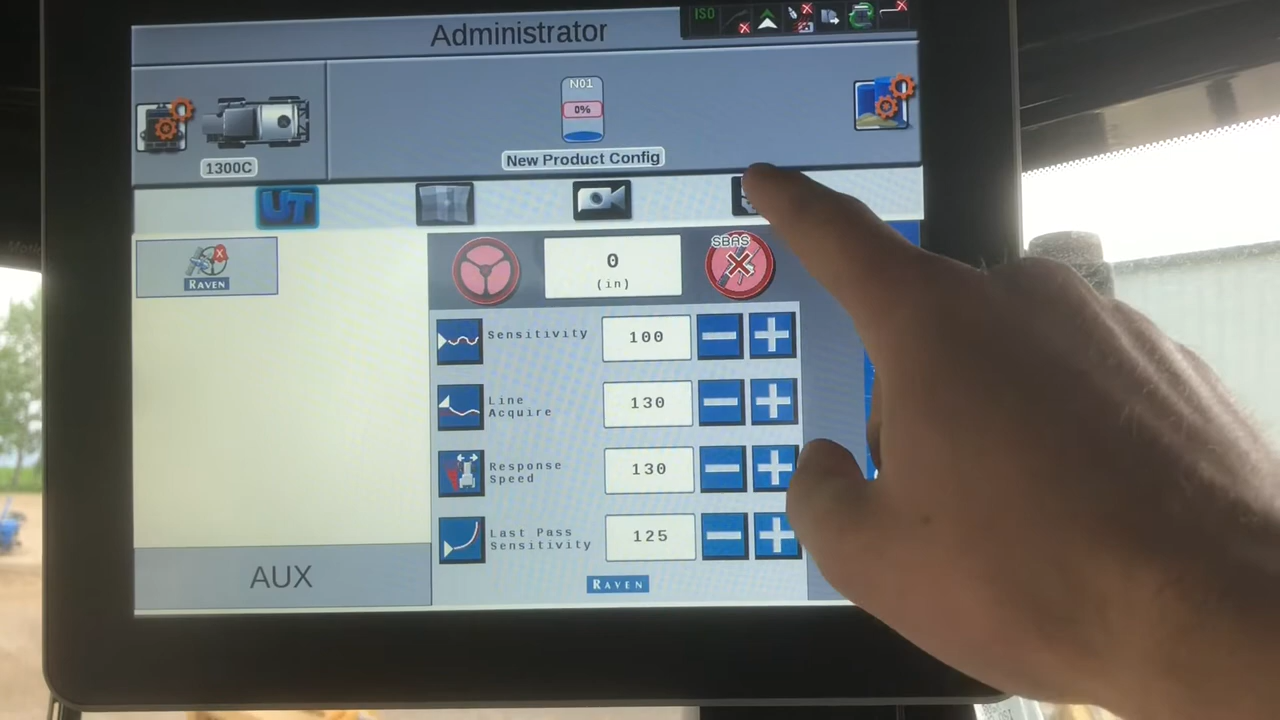 Administrator
ISO
N01
0%
1300C
New Product Config
UT
RAVEN
0
(in)
SBAS
Sensitivity
100
Line
Acquire
130
Response
Speed
130
Last Pass
Sensitivity
125
AUX
RAVEN